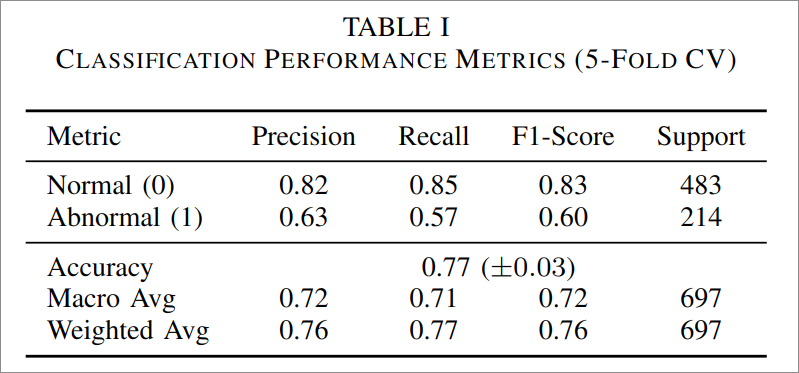 TABLE I
CLASSIFICATION PERFORMANCE METRICS (5-FOLD CV)
Metric Precision Recall F1-Score Support
Normal (0) 0.82 0.85 0.83 483
Abnormal (1) 0.63 0.57 0.60 214
Accuracy 0.77 (±0.03)
Macro Avg 0.72 0.71 0.72 697
Weighted Avg 0.76 0.77 0.76 697